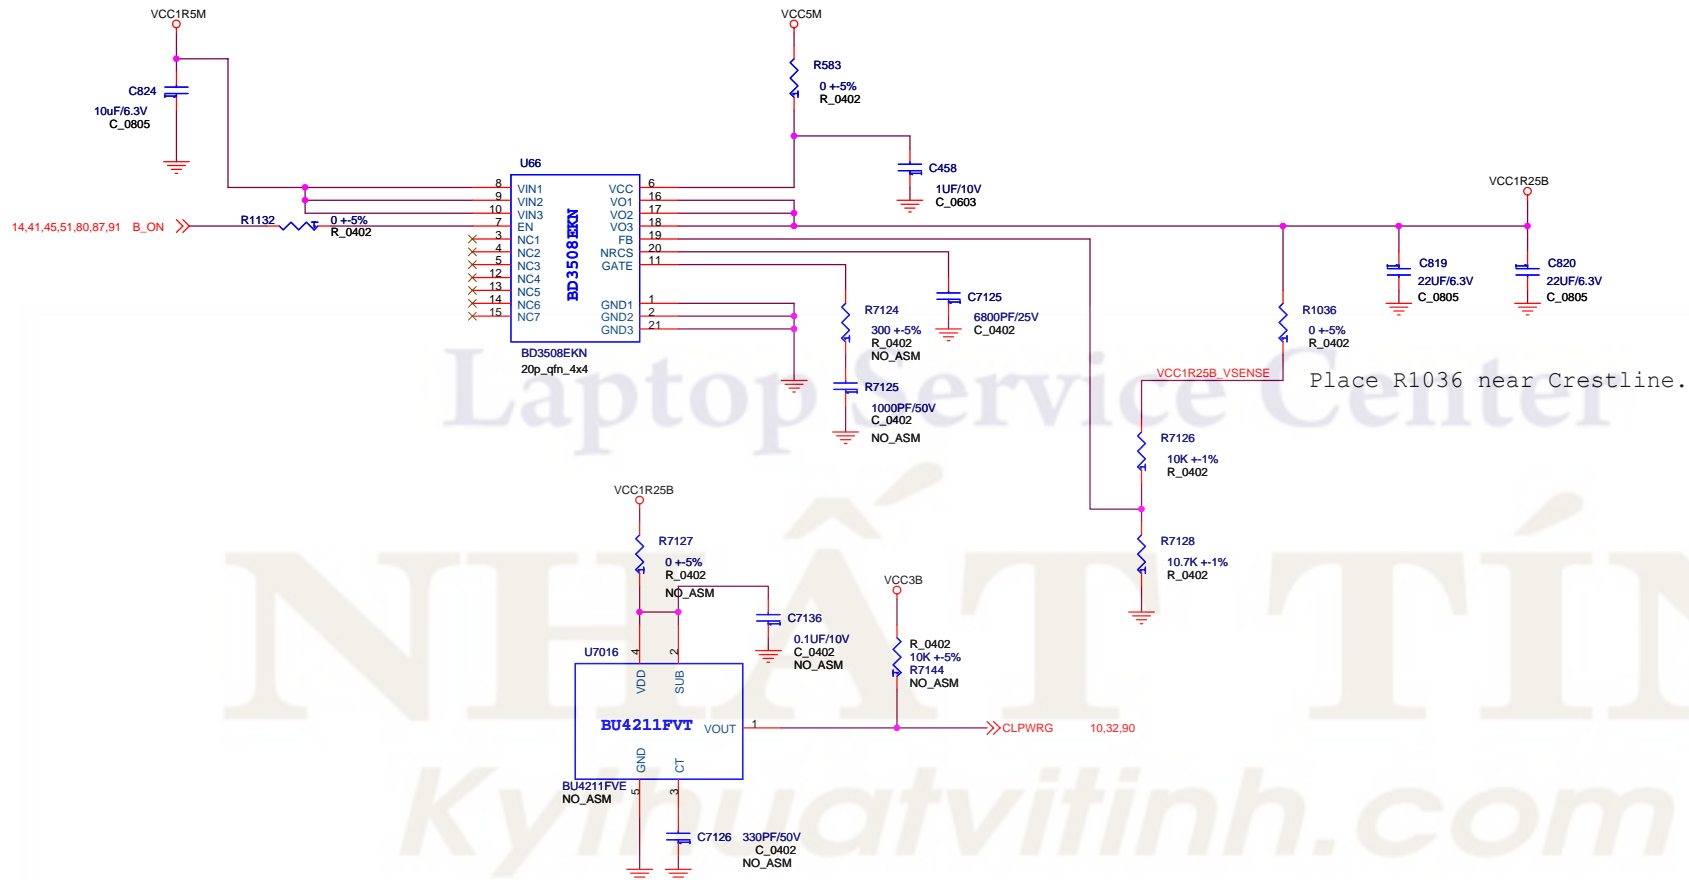 VCC1R5M
VCC5M
C824
10uF/6.3V
C_0805
R583
0 +-5%
R_0402
C458
1UF/10V
C_0603
U66
8 VIN1
9 VIN2
10 VIN3
7 EN
3 NC1
4 NC2
5 NC3
12 NC4
13 NC5
14 NC6
15 NC7
BD3508EKN
VCC 6
VO1 16
VO2 17
VO3 18
FB 19
NRCS 20
GATE 11
GND1 1
GND2 2
GND3 21
BD3508EKN
20p_qfn_4x4
14,41,45,51,80,87,91 B_ON
R1132
0 +-5%
R_0402
VCC1R25B
C819
22UF/6.3V
C_0805
C820
22UF/6.3V
C_0805
C7125
6800PF/25V
C_0402
R7124
300 +-5%
R_0402
NO_ASM
R7125
1000PF/50V
C_0402
NO_ASM
R1036
0 +-5%
R_0402
VCC1R25B_VSENSE
Place R1036 near Crestline.
Laptop Service Center
R7126
10K +-1%
R_0402
R7128
10.7K +-1%
R_0402
VCC1R25B
R7127
0 +-5%
R_0402
NO_ASM
C7136
0.1UF/10V
C_0402
NO_ASM
VCC3B
R_0402
10K +-5%
R7144
NO_ASM
NHẤT TÍN
U7016
4 VDD
2 SUB
BU4211FVT
VOUT 1
GND 5
CT 3
BU4211FVE
NO_ASM
CLPWRG 10,32,90
C7126 330PF/50V
C_0402
NO_ASM
Kythuatvitinh.com